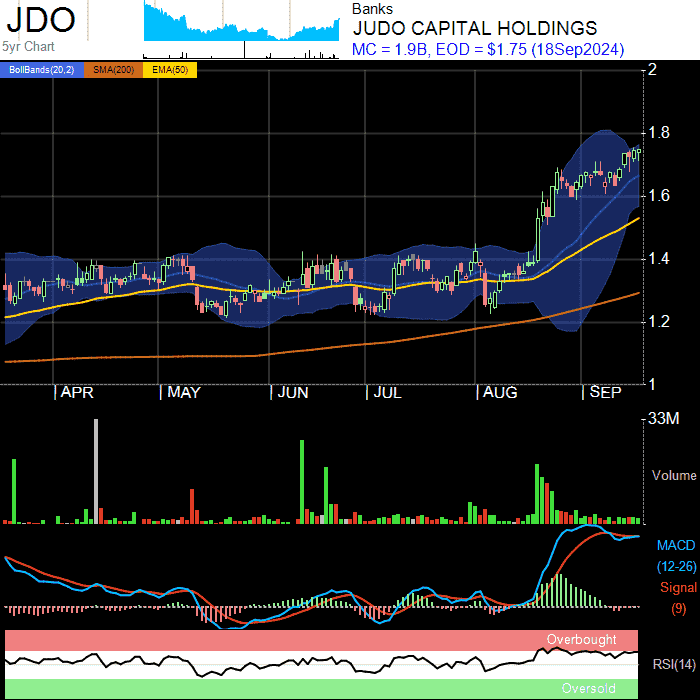 JDO
5yr Chart
Banks
JUDO CAPITAL HOLDINGS
MC = 1.9B, EOD = $1.75 (18Sep2024)
BollBands(20,2) SMA(200) EMA(50)
2
1.8
1.6
1.4
1.2
1
APR MAY JUN JUL AUG SEP
33M
Volume
MACD
(12-26)
Signal
(9)
Overbought
RSI(14)
Oversold